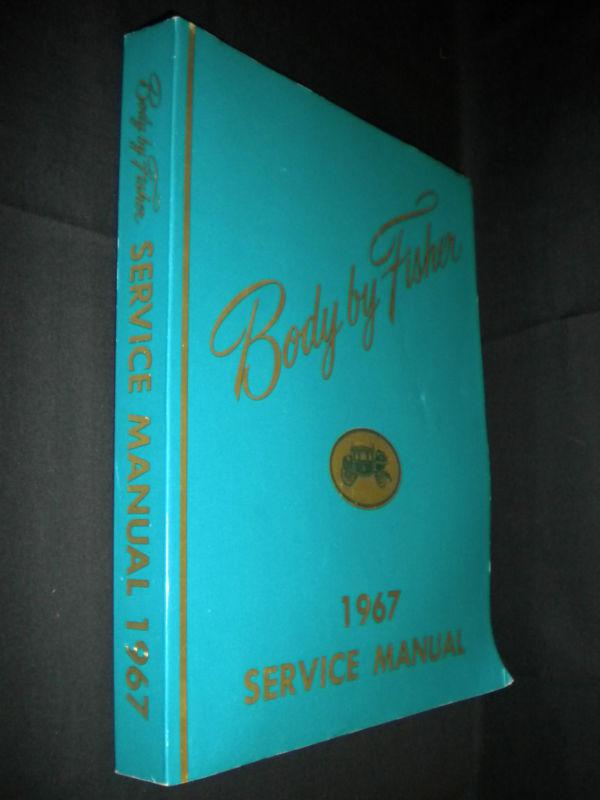 Body by Fisher SERVICE MANUAL 1967
Body by Fisher
1967
SERVICE MANUAL